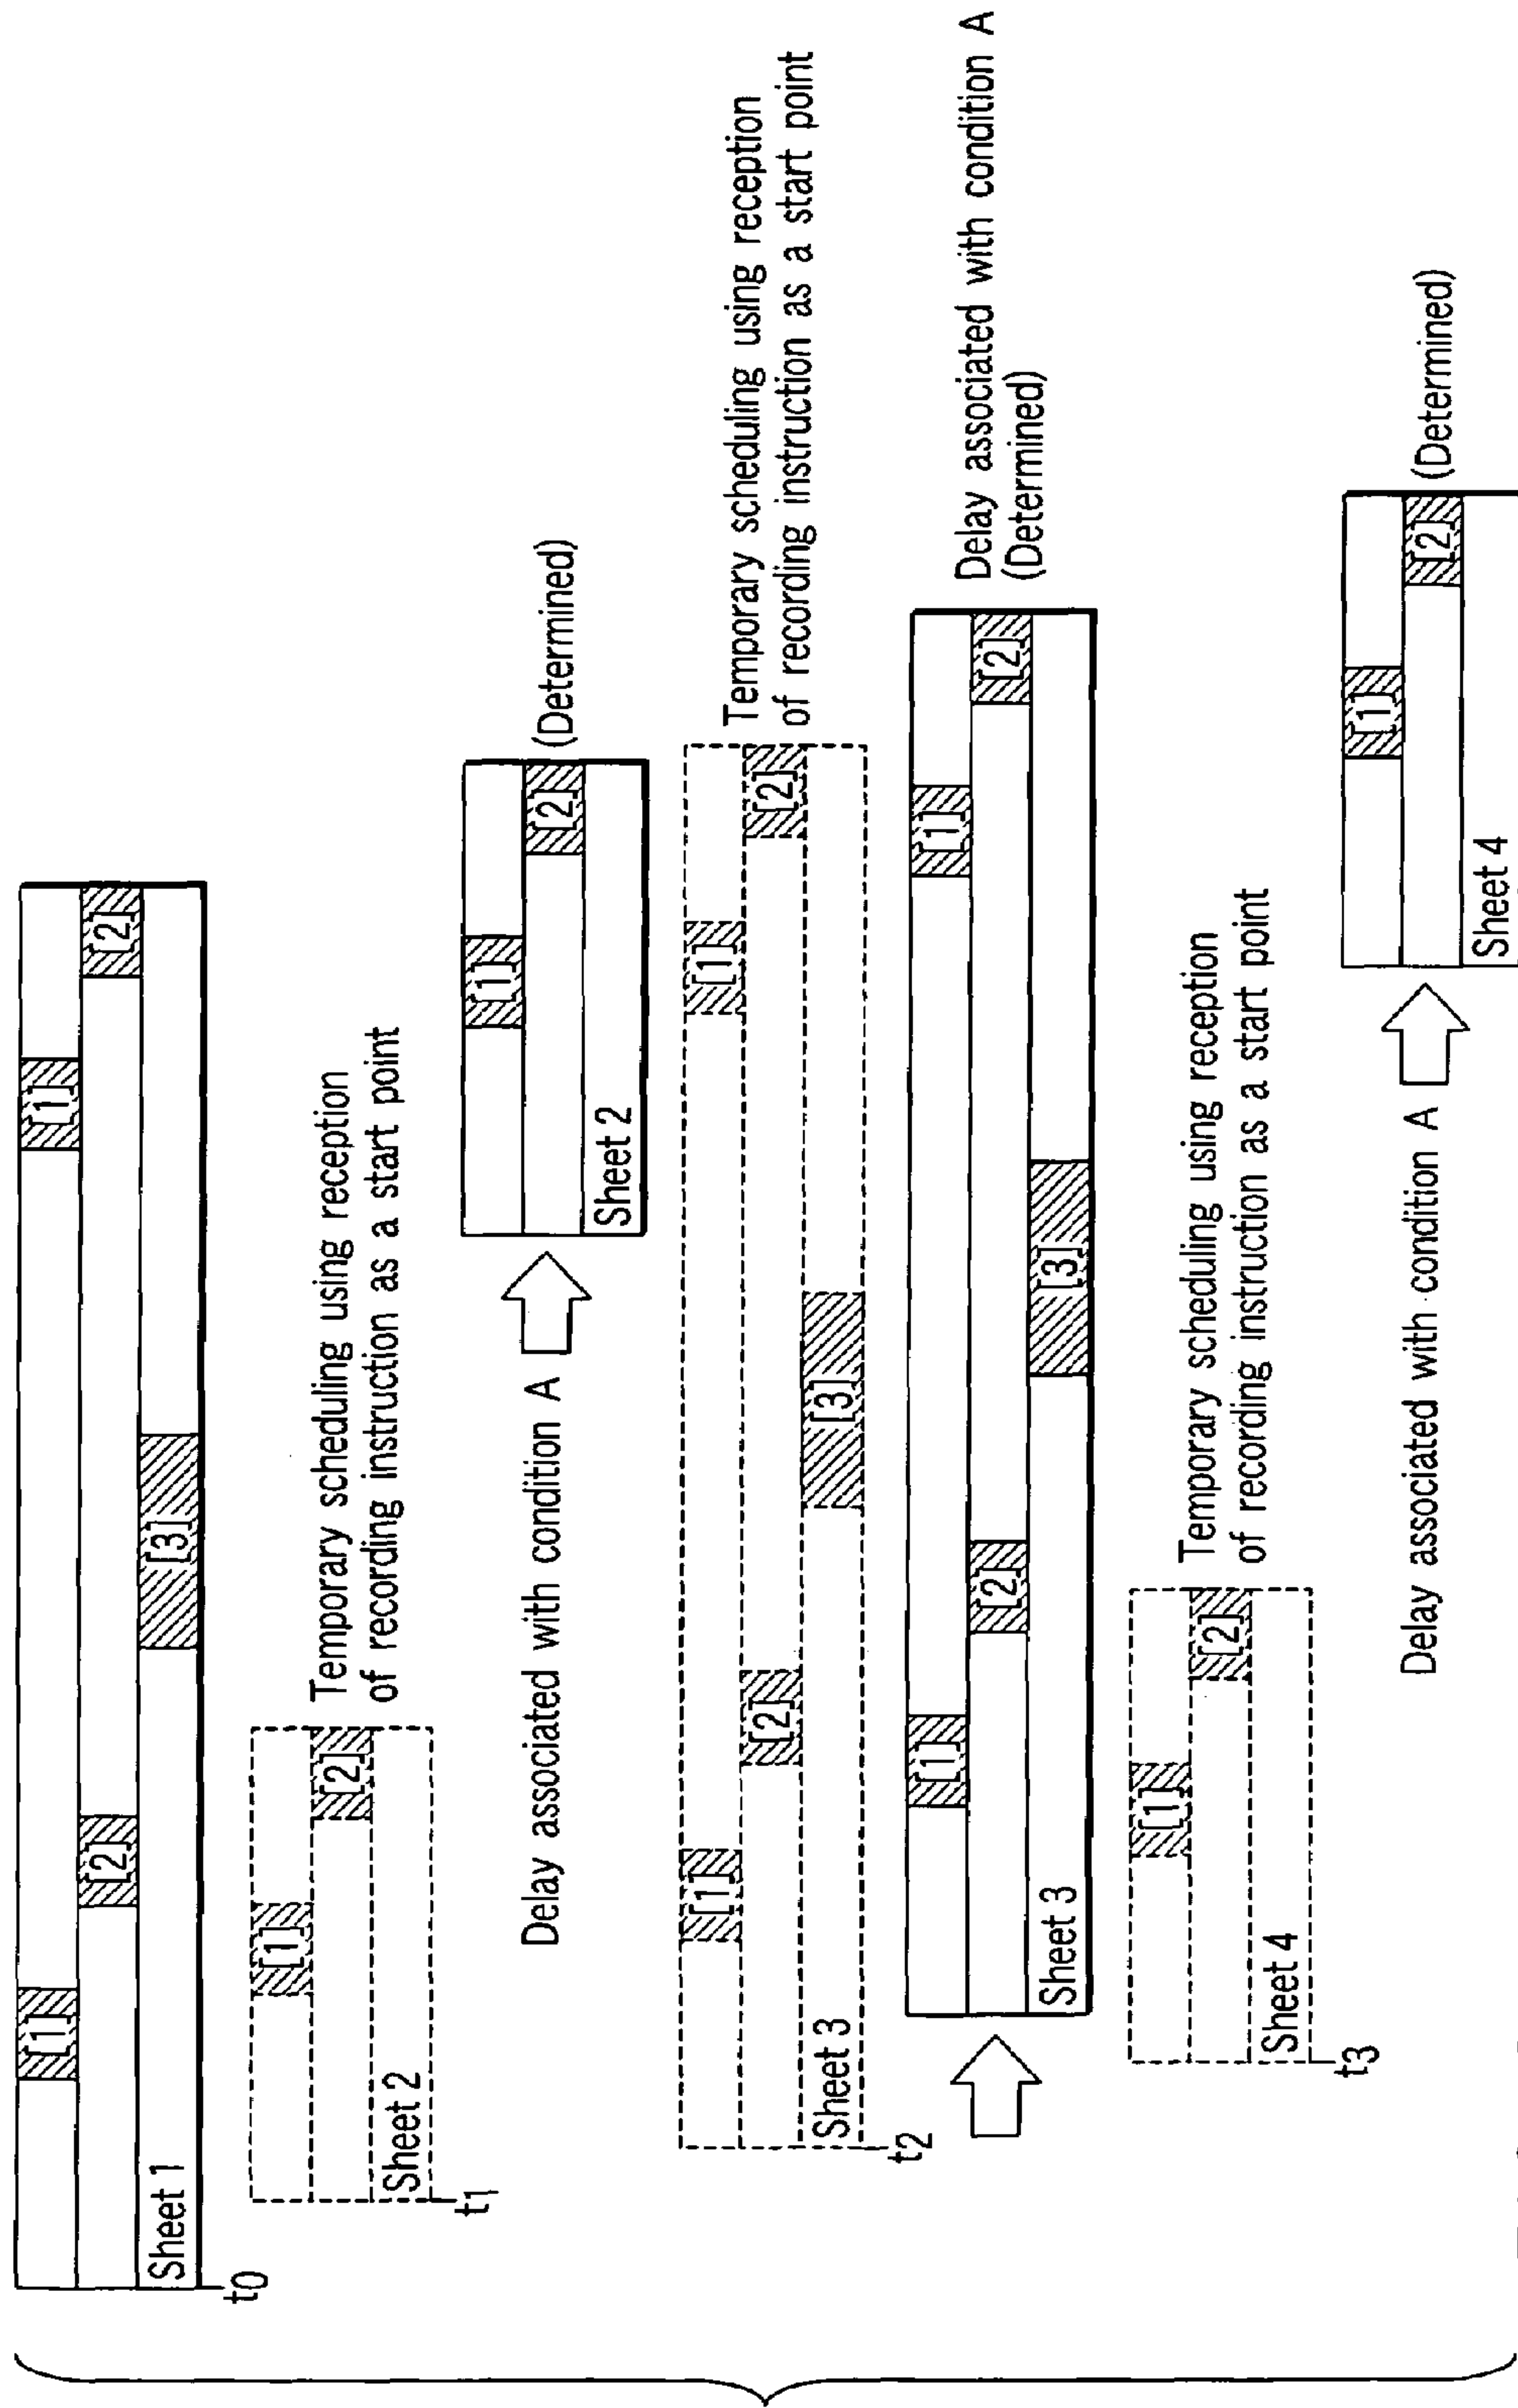 [1] [1]
[2] [2]
[3]
Sheet 1
t0
[1]
[2]
Sheet 2
t1
Temporary scheduling using reception
of recording instruction as a start point
Delay associated with condition A
[1]
[2]
Sheet 2
(Determined)
[1] [1]
[2] [2]
[3]
Sheet 3
t2
Temporary scheduling using reception
of recording instruction as a start point
[1] [1]
[2] [2]
[3]
Sheet 3
Delay associated with condition A
(Determined)
[1]
[2]
Sheet 4
t3
Temporary scheduling using reception
of recording instruction as a start point
Delay associated with condition A
[1]
[2]
Sheet 4
(Determined)